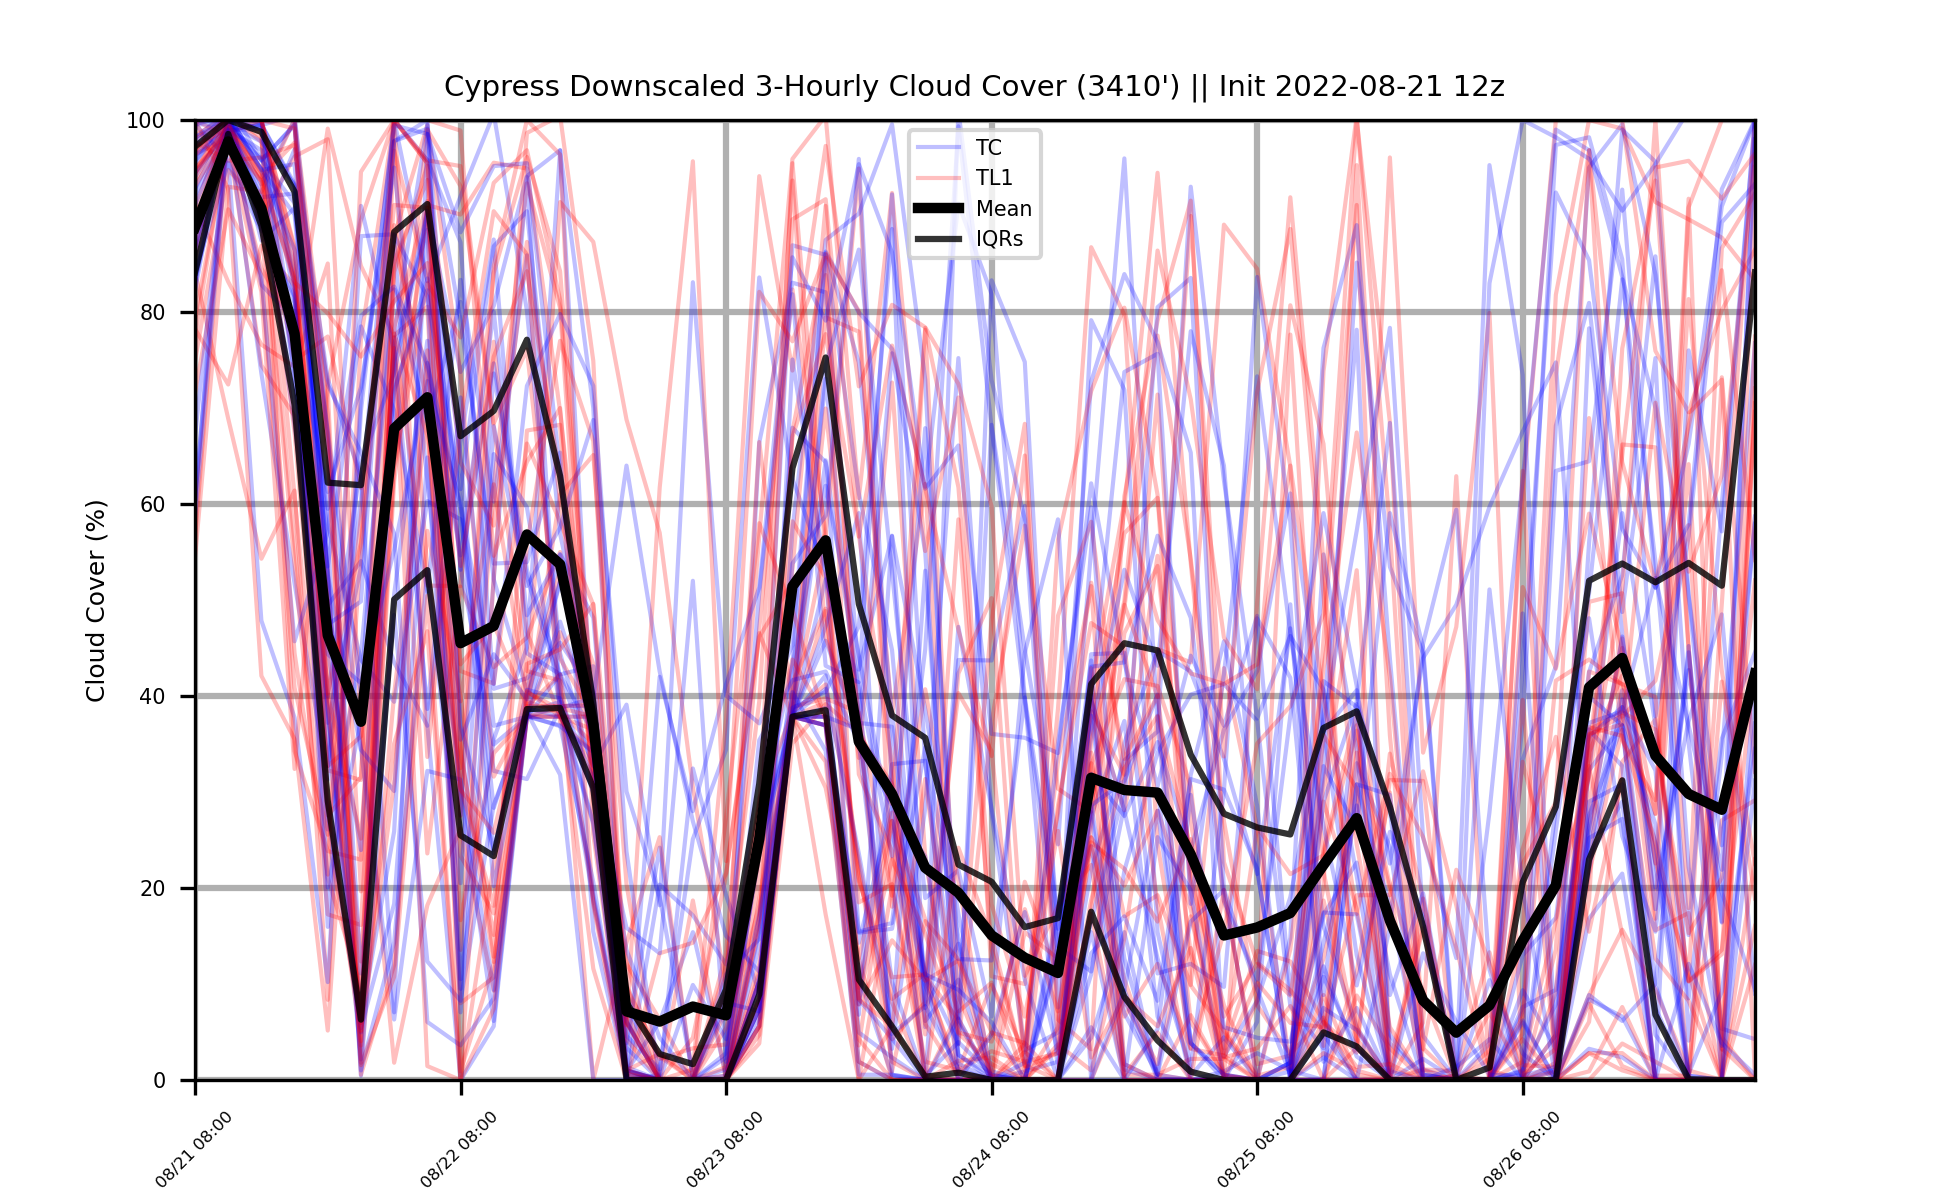 Cypress Downscaled 3-Hourly Cloud Cover (3410') || Init 2022-08-21 12z
TC
TL1
Mean
IQRs
Cloud Cover (%)
100
80
60
40
20
0
08/21 08:00
08/22 08:00
08/23 08:00
08/24 08:00
08/25 08:00
08/26 08:00